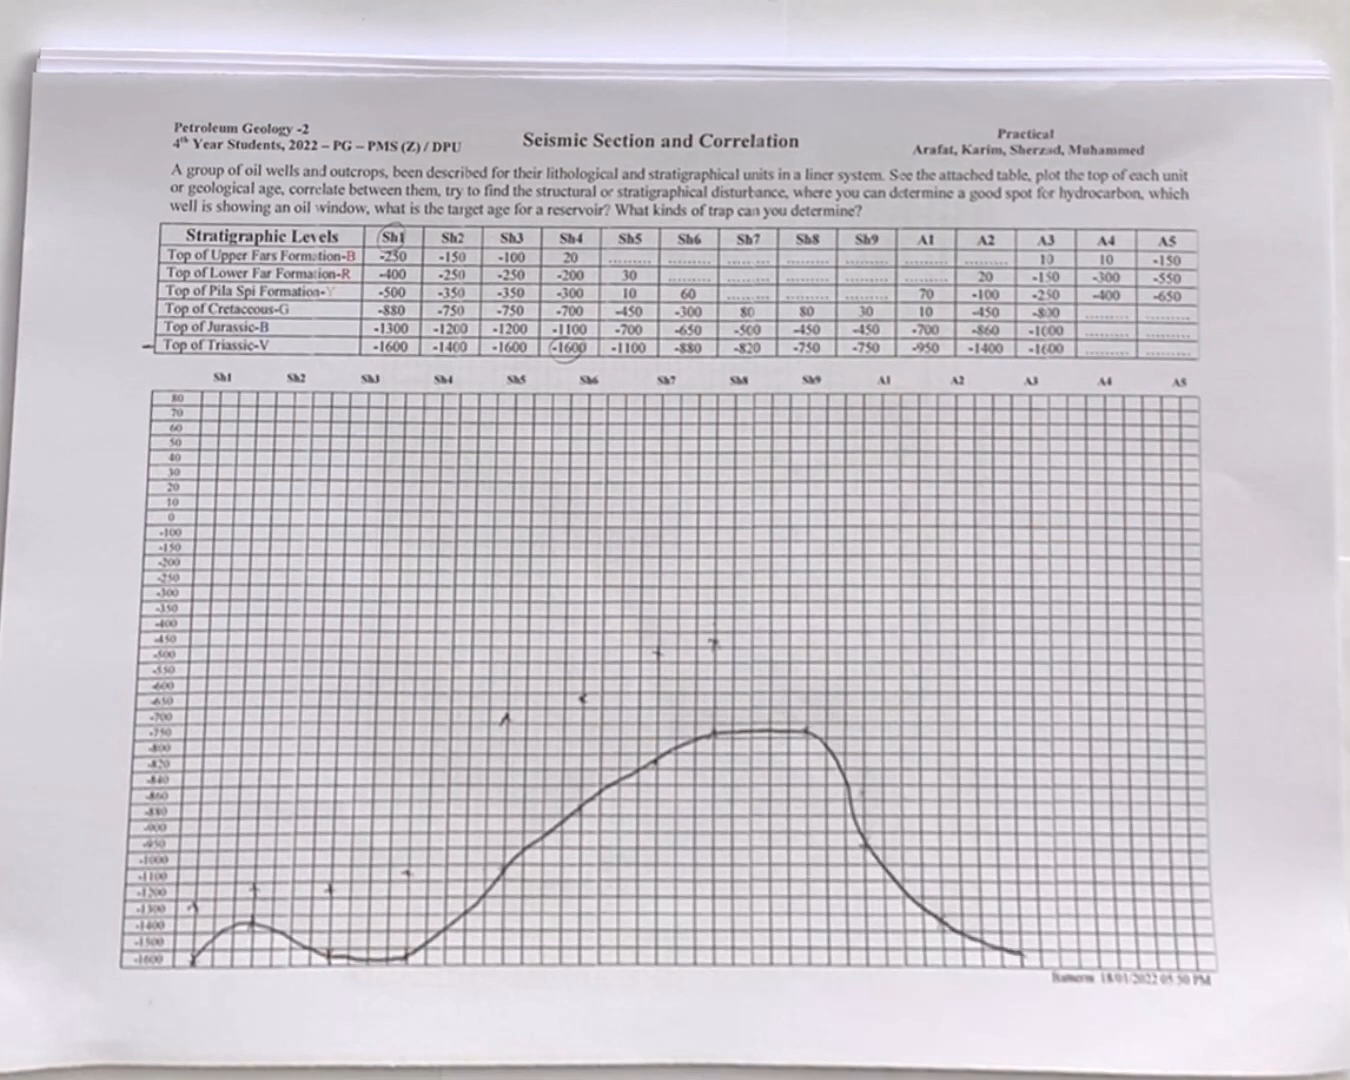 Petroleum Geology -2
4th Year Students, 2022 – PG – PMS (Z) / DPU
Seismic Section and Correlation
Practical
Arafat, Karim, Sherzad, Muhammed
A group of oil wells and outcrops, been described for their lithological and stratigraphical units in a liner system. See the attached table, plot the top of each unit
or geological age, correlate between them, try to find the structural or stratigraphical disturbance, where you can determine a good spot for hydrocarbon, which
well is showing an oil window, what is the target age for a reservoir? What kinds of trap can you determine?
Stratigraphic Levels Sh1 Sh2 Sh3 Sh4 Sh5 Sh6 Sh7 Sh8 Sh9 A1 A2 A3 A4 A5
Top of Upper Fars Formation-B -250 -150 -100 20 ......... ......... ......... ......... ......... ......... ......... 10 10 -150
Top of Lower Far Formation-R -400 -250 -250 -200 30 ......... ......... ......... ......... ......... 20 -150 -300 -550
Top of Pila Spi Formation-Y -500 -350 -350 -300 10 60 ......... ......... ......... 70 -100 -250 -400 -650
Top of Cretaceous-G -880 -750 -750 -700 -450 -300 80 80 30 10 -450 -800 ......... .........
Top of Jurassic-B -1300 -1200 -1200 -1100 -700 -650 -500 -450 -450 -700 -860 -1000 ......... .........
Top of Triassic-V -1600 -1400 -1600 -1600 -1100 -880 -820 -750 -750 -950 -1400 -1600 ......... .........
Sh1 Sh2 Sh3 Sh4 Sh5 Sh6 Sh7 Sh8 Sh9 A1 A2 A3 A4 A5
80
70
60
50
40
30
20
10
0
-100
-150
-200
-250
-300
-350
-400
-450
-500
-550
-600
-650
-700
-750
-800
-820
-840
-860
-880
-900
-950
-1000
-1100
-1200
-1300
-1400
-1500
-1600
18/01/2022 05:50 PM